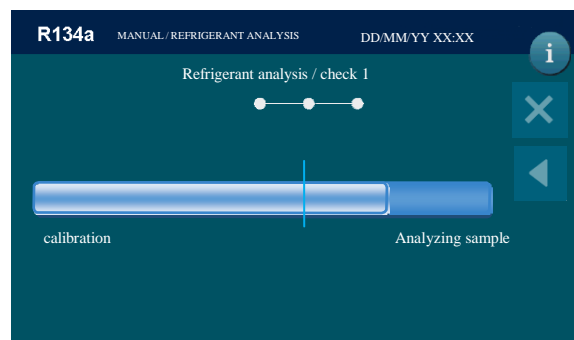 R134a MANUAL/REFRIGERANT ANALYSIS DD/MM/YY XX:XX
i
Refrigerant analysis / check 1
calibration Analyzing sample